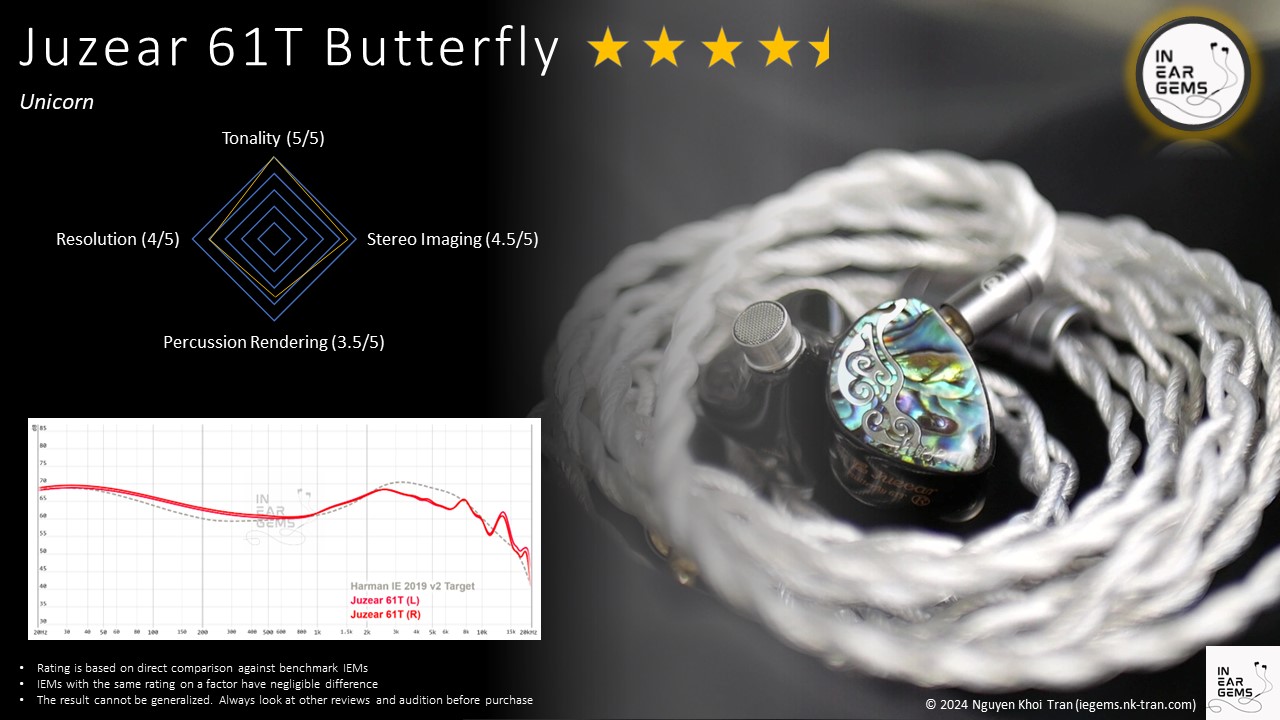 Juzear 61T Butterfly
Unicorn
IN
EAR
GEMS
Tonality (5/5)
Resolution (4/5)
Stereo Imaging (4.5/5)
Percussion Rendering (3.5/5)
dB
85
80
75
70
65
60
55
50
45
40
35
30
IN
EAR
GEMS
Harman IE 2019 v2 Target
Juzear 61T (L)
Juzear 61T (R)
20Hz 30 40 50 60 80 100 150 200 300 400 500 600 800 1k 1.5k 2k 3k 4k 5k 6k 8k 10k 15k 20kHz
Juzear
• Rating is based on direct comparison against benchmark IEMs
• IEMs with the same rating on a factor have negligible difference
• The result cannot be generalized. Always look at other reviews and audition before purchase
© 2024 Nguyen Khoi Tran (iegems.nk-tran.com)
IN
EAR
GEMS